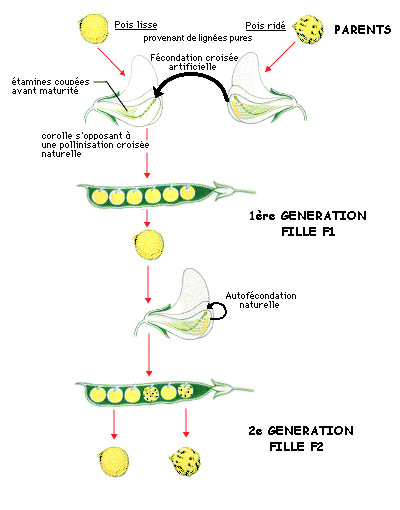 Pois lisse
Pois ridé
PARENTS
provenant de lignées pures
Fécondation croisée
artificielle
étamines coupées
avant maturité
corolle s'opposant à
une pollinisation croisée
naturelle
1ère GENERATION
FILLE F1
Autofécondation
naturelle
2e GENERATION
FILLE F2